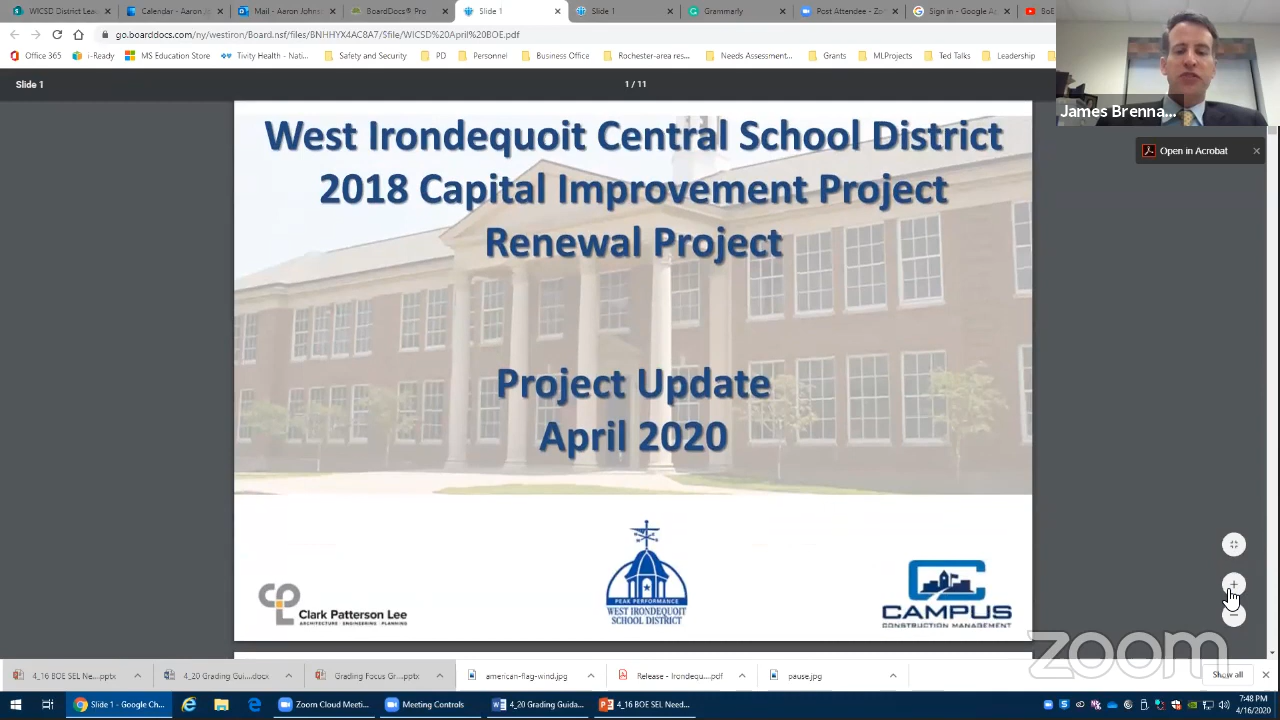 WICSD District Lea
Calendar - Aaron J
Mail - Aaron Johns
BoardDocs® Pro
Slide 1
Slide 1
Grammarly
Post Attendee - Zo
Sign in - Google A
BoE
go.boarddocs.com/ny/westiron/Board.nsf/files/BNHHYX4AC8A7/$file/WICSD%20April%20BOE.pdf
Office 365
i-Ready
MS Education Store
Tivity Health - Nati...
Safety and Security
PD
Personnel
Business Office
Rochester-area res...
Needs Assessment...
Grants
MLProjects
Ted Talks
Leadership
James Brenna...
Slide 1
1 / 11
Open in Acrobat
West Irondequoit Central School District
2018 Capital Improvement Project
Renewal Project
Project Update
April 2020
Clark Patterson Lee
ARCHITECTURE ENGINEERING PLANNING
PEAK PERFORMANCE
WEST IRONDEQUOIT
SCHOOL DISTRICT
CAMPUS
CONSTRUCTION MANAGEMENT
zoom
4_16 BOE SEL Ne...pptx
4_20 Grading Gui....docx
american-flag-wind.jpg
Release - Irondequ...pdf
pause.jpg
Show all
Slide 1 - Google Ch...
Zoom Cloud Meeti...
Meeting Controls
4_20 Grading Guida...
4_16 BOE SEL Need...
7:48 PM
4/16/2020